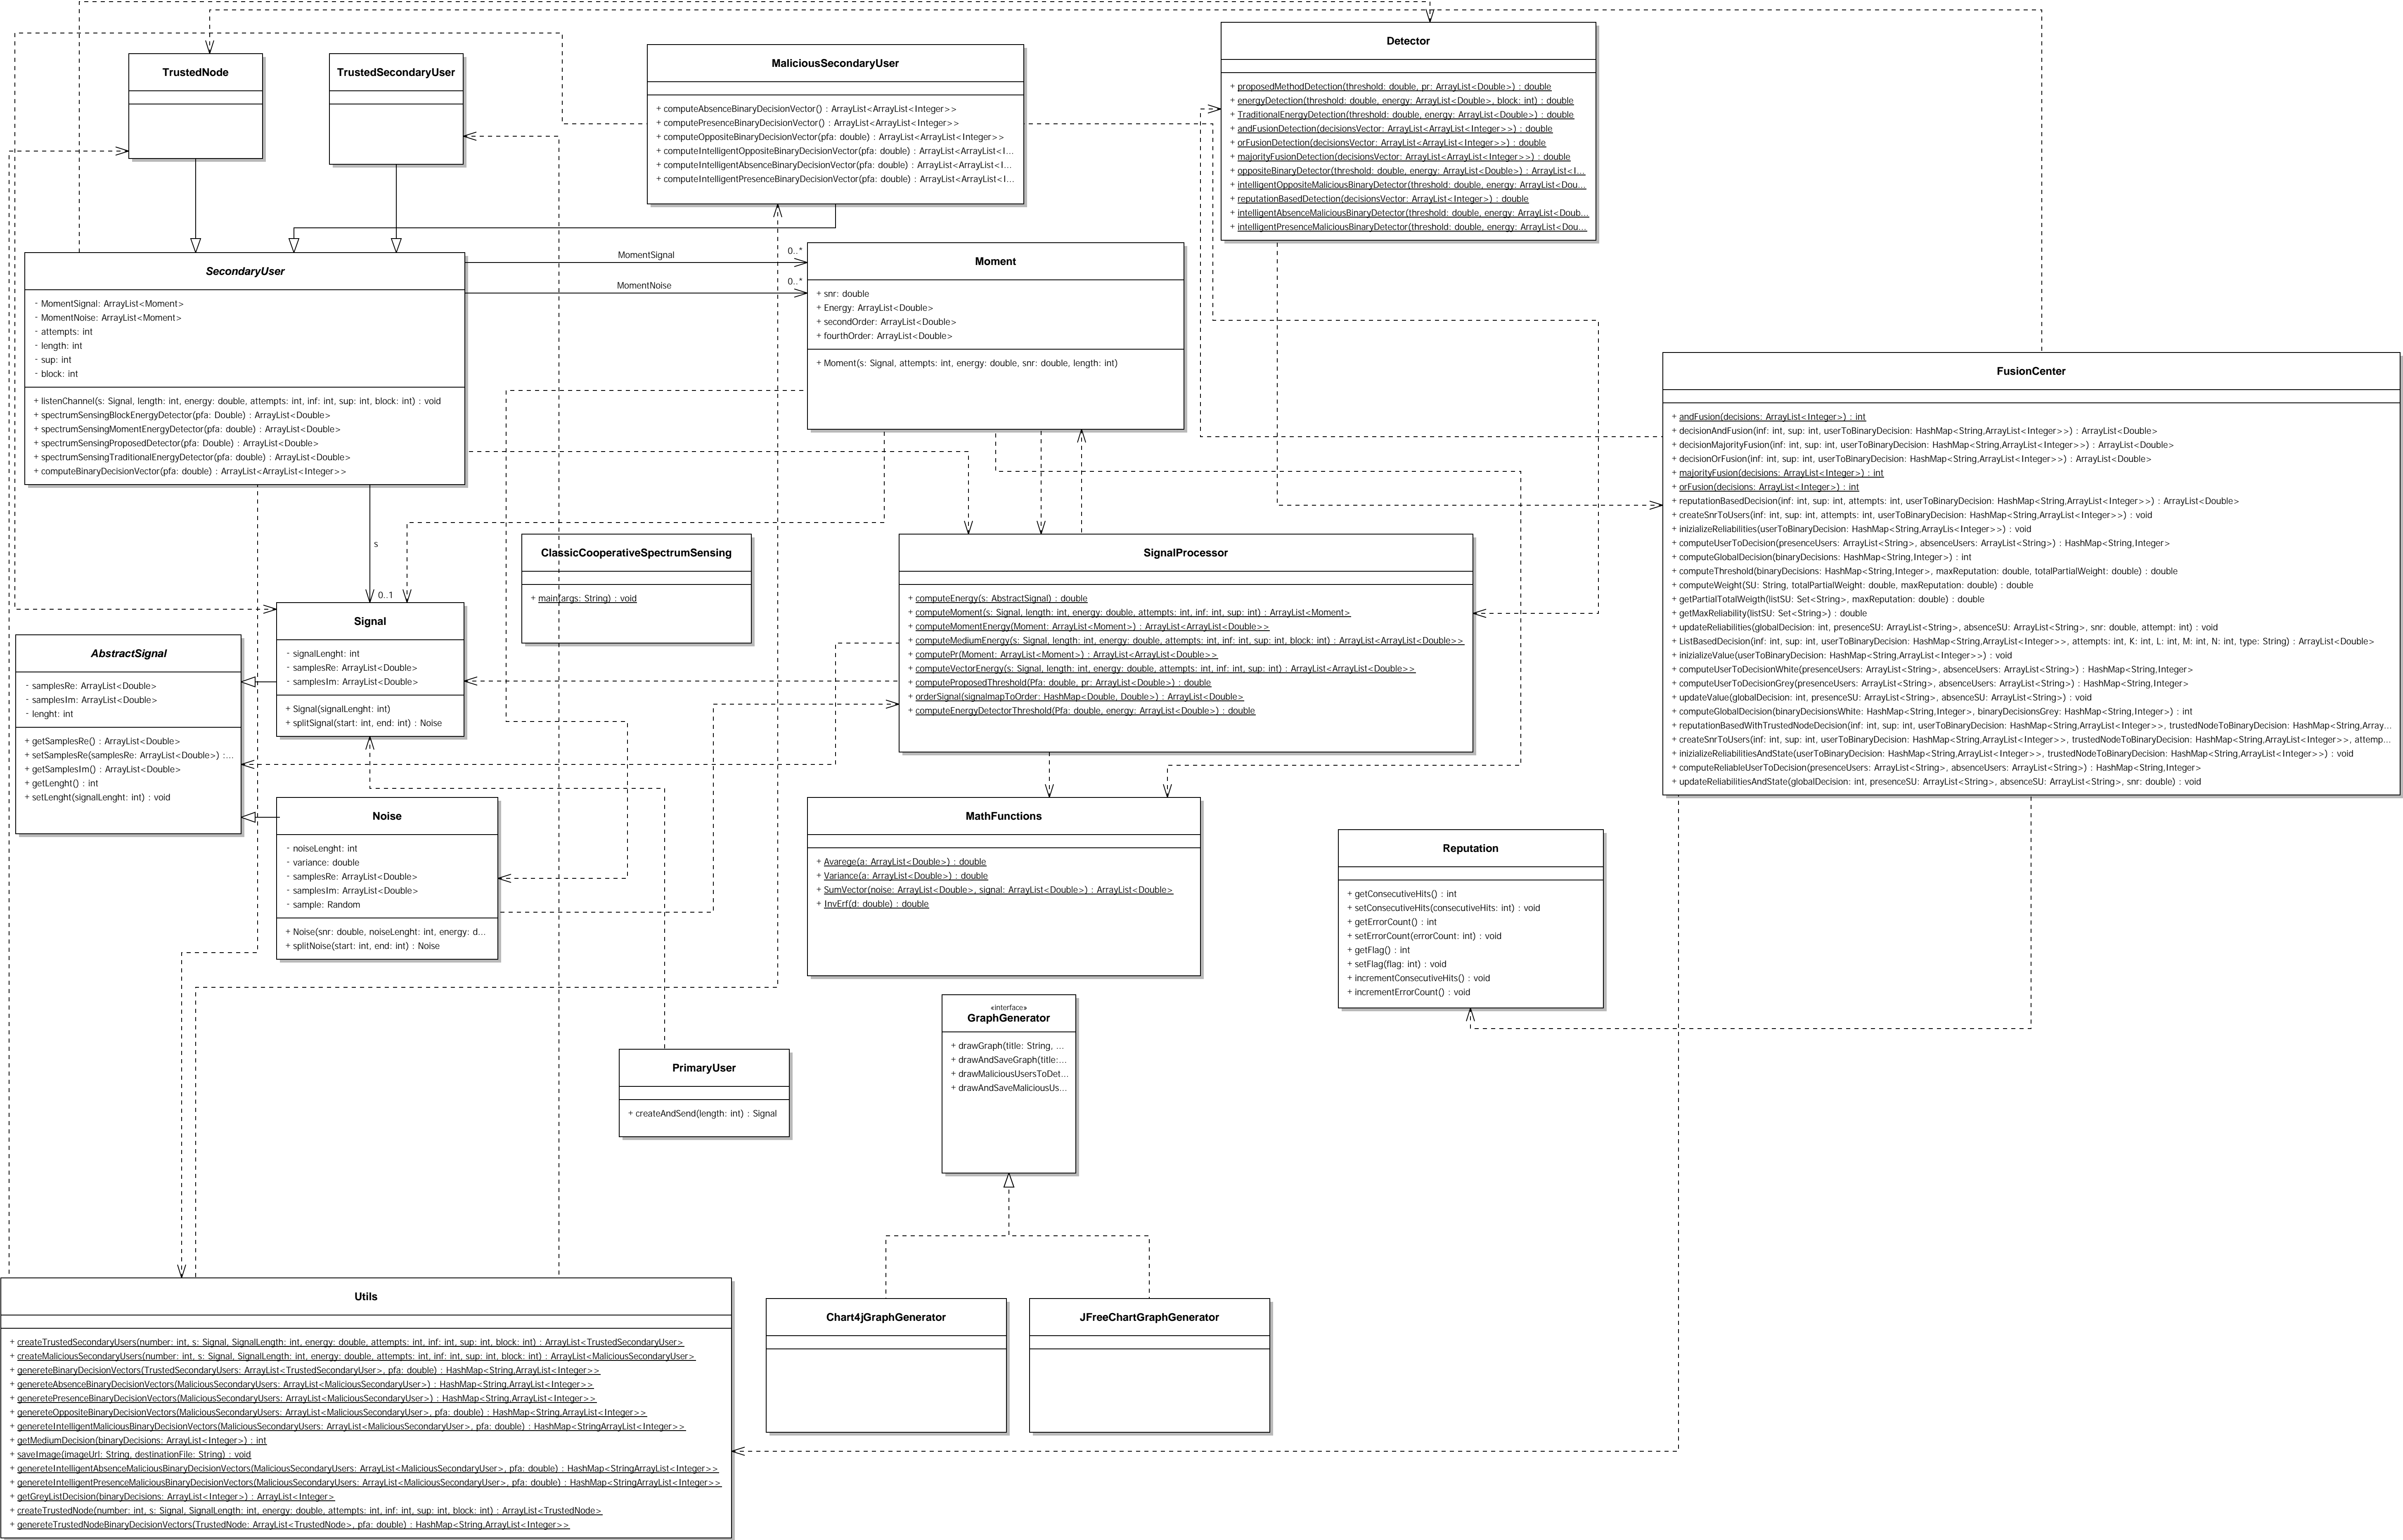 TrustedNode
TrustedSecondaryUser
MaliciousSecondaryUser
+ computeAbsenceBinaryDecisionVector() : ArrayList<ArrayList<Integer>>
+ computePresenceBinaryDecisionVector() : ArrayList<ArrayList<Integer>>
+ computeOppositeBinaryDecisionVector(pfa: double) : ArrayList<ArrayList<Integer>>
+ computeIntelligentOppositeBinaryDecisionVector(pfa: double) : ArrayList<ArrayList<I...
+ computeIntelligentAbsenceBinaryDecisionVector(pfa: double) : ArrayList<ArrayList<I...
+ computeIntelligentPresenceBinaryDecisionVector(pfa: double) : ArrayList<ArrayList<I...
Detector
+ proposedMethodDetection(threshold: double, pr: ArrayList<Double>) : double
+ energyDetection(threshold: double, energy: ArrayList<Double>, block: int) : double
+ TraditionalEnergyDetection(threshold: double, energy: ArrayList<Double>) : double
+ andFusionDetection(decisionsVector: ArrayList<ArrayList<Integer>>) : double
+ orFusionDetection(decisionsVector: ArrayList<ArrayList<Integer>>) : double
+ majorityFusionDetection(decisionsVector: ArrayList<ArrayList<Integer>>) : double
+ oppositeBinaryDetector(threshold: double, energy: ArrayList<Double>) : ArrayList<I...
+ intelligentOppositeMaliciousBinaryDetector(threshold: double, energy: ArrayList<Dou...
+ reputationBasedDetection(decisionsVector: ArrayList<Integer>) : double
+ intelligentAbsenceMaliciousBinaryDetector(threshold: double, energy: ArrayList<Doub...
+ intelligentPresenceMaliciousBinaryDetector(threshold: double, energy: ArrayList<Dou...
SecondaryUser
- MomentSignal: ArrayList<Moment>
- MomentNoise: ArrayList<Moment>
- attempts: int
- length: int
- sup: int
- block: int
+ listenChannel(s: Signal, length: int, energy: double, attempts: int, inf: int, sup: int, block: int) : void
+ spectrumSensingBlockEnergyDetector(pfa: Double) : ArrayList<Double>
+ spectrumSensingMomentEnergyDetector(pfa: double) : ArrayList<Double>
+ spectrumSensingProposedDetector(pfa: Double) : ArrayList<Double>
+ spectrumSensingTraditionalEnergyDetector(pfa: double) : ArrayList<Double>
+ computeBinaryDecisionVector(pfa: double) : ArrayList<ArrayList<Integer>>
MomentSignal
0..*
MomentNoise
0..*
Moment
+ snr: double
+ Energy: ArrayList<Double>
+ secondOrder: ArrayList<Double>
+ fourthOrder: ArrayList<Double>
+ Moment(s: Signal, attempts: int, energy: double, snr: double, length: int)
FusionCenter
+ andFusion(decisions: ArrayList<Integer>) : int
+ decisionAndFusion(inf: int, sup: int, userToBinaryDecision: HashMap<String,ArrayList<Integer>>) : ArrayList<Double>
+ decisionMajorityFusion(inf: int, sup: int, userToBinaryDecision: HashMap<String,ArrayList<Integer>>) : ArrayList<Double>
+ decisionOrFusion(inf: int, sup: int, userToBinaryDecision: HashMap<String,ArrayList<Integer>>) : ArrayList<Double>
+ majorityFusion(decisions: ArrayList<Integer>) : int
+ orFusion(decisions: ArrayList<Integer>) : int
+ reputationBasedDecision(inf: int, sup: int, attempts: int, userToBinaryDecision: HashMap<String,ArrayList<Integer>>) : ArrayList<Double>
+ createSnrToUsers(inf: int, sup: int, attempts: int, userToBinaryDecision: HashMap<String,ArrayList<Integer>>) : void
+ inizializeReliabilities(userToBinaryDecision: HashMap<String,ArrayLis<Integer>>) : void
+ computeUserToDecision(presenceUsers: ArrayList<String>, absenceUsers: ArrayList<String>) : HashMap<String,Integer>
+ computeGlobalDecision(binaryDecisions: HashMap<String,Integer>) : int
+ computeThreshold(binaryDecisions: HashMap<String,Integer>, maxReputation: double, totalPartialWeight: double) : double
+ computeWeight(SU: String, totalPartialWeight: double, maxReputation: double) : double
+ getPartialTotalWeigth(listSU: Set<String>, maxReputation: double) : double
+ getMaxReliability(listSU: Set<String>) : double
+ updateReliabilities(globalDecision: int, presenceSU: ArrayList<String>, absenceSU: ArrayList<String>, snr: double, attempt: int) : void
+ ListBasedDecision(inf: int, sup: int, userToBinaryDecision: HashMap<String,ArrayList<Integer>>, attempts: int, K: int, L: int, M: int, N: int, type: String) : ArrayList<Double>
+ inizializeValue(userToBinaryDecision: HashMap<String,ArrayList<Integer>>) : void
+ computeUserToDecisionWhite(presenceUsers: ArrayList<String>, absenceUsers: ArrayList<String>) : HashMap<String,Integer>
+ computeUserToDecisionGrey(presenceUsers: ArrayList<String>, absenceUsers: ArrayList<String>) : HashMap<String,Integer>
+ updateValue(globalDecision: int, presenceSU: ArrayList<String>, absenceSU: ArrayList<String>) : void
+ computeGlobalDecision(binaryDecisionsWhite: HashMap<String,Integer>, binaryDecisionsGrey: HashMap<String,Integer>) : int
+ reputationBasedWithTrustedNodeDecision(inf: int, sup: int, userToBinaryDecision: HashMap<String,ArrayList<Integer>>, trustedNodeToBinaryDecision: HashMap<String,Array...
+ createSnrToUsers(inf: int, sup: int, userToBinaryDecision: HashMap<String,ArrayList<Integer>>, trustedNodeToBinaryDecision: HashMap<String,ArrayList<Integer>>, attemp...
+ inizializeReliabilitiesAndState(userToBinaryDecision: HashMap<String,ArrayList<Integer>>, trustedNodeToBinaryDecision: HashMap<String,ArrayList<Integer>>) : void
+ computeReliableUserToDecision(presenceUsers: ArrayList<String>, absenceUsers: ArrayList<String>) : HashMap<String,Integer>
+ updateReliabilitiesAndState(globalDecision: int, presenceSU: ArrayList<String>, absenceSU: ArrayList<String>, snr: double) : void
s
0..1
ClassicCooperativeSpectrumSensing
+ main(args: String) : void
SignalProcessor
+ computeEnergy(s: AbstractSignal) : double
+ computeMoment(s: Signal, length: int, energy: double, attempts: int, inf: int, sup: int) : ArrayList<Moment>
+ computeMomentEnergy(Moment: ArrayList<Moment>) : ArrayList<ArrayList<Double>>
+ computeMediumEnergy(s: Signal, length: int, energy: double, attempts: int, inf: int, sup: int, block: int) : ArrayList<ArrayList<Double>>
+ computePr(Moment: ArrayList<Moment>) : ArrayList<ArrayList<Double>>
+ computeVectorEnergy(s: Signal, length: int, energy: double, attempts: int, inf: int, sup: int) : ArrayList<ArrayList<Double>>
+ computeProposedThreshold(Pfa: double, pr: ArrayList<Double>) : double
+ orderSignal(signalmapToOrder: HashMap<Double, Double>) : ArrayList<Double>
+ computeEnergyDetectorThreshold(Pfa: double, energy: ArrayList<Double>) : double
Signal
- signalLenght: int
- samplesRe: ArrayList<Double>
- samplesIm: ArrayList<Double>
+ Signal(signalLenght: int)
+ splitSignal(start: int, end: int) : Noise
AbstractSignal
- samplesRe: ArrayList<Double>
- samplesIm: ArrayList<Double>
- lenght: int
+ getSamplesRe() : ArrayList<Double>
+ setSamplesRe(samplesRe: ArrayList<Double>) :...
+ getSamplesIm() : ArrayList<Double>
+ getLenght() : int
+ setLenght(signalLenght: int) : void
Noise
- noiseLenght: int
- variance: double
- samplesRe: ArrayList<Double>
- samplesIm: ArrayList<Double>
- sample: Random
+ Noise(snr: double, noiseLenght: int, energy: d...
+ splitNoise(start: int, end: int) : Noise
MathFunctions
+ Avarege(a: ArrayList<Double>) : double
+ Variance(a: ArrayList<Double>) : double
+ SumVector(noise: ArrayList<Double>, signal: ArrayList<Double>) : ArrayList<Double>
+ InvErf(d: double) : double
Reputation
+ getConsecutiveHits() : int
+ setConsecutiveHits(consecutiveHits: int) : void
+ getErrorCount() : int
+ setErrorCount(errorCount: int) : void
+ getFlag() : int
+ setFlag(flag: int) : void
+ incrementConsecutiveHits() : void
+ incrementErrorCount() : void
«interface»
GraphGenerator
+ drawGraph(title: String, ...
+ drawAndSaveGraph(title:...
+ drawMaliciousUsersToDet...
+ drawAndSaveMaliciousUs...
PrimaryUser
+ createAndSend(length: int) : Signal
Chart4jGraphGenerator
JFreeChartGraphGenerator
Utils
+ createTrustedSecondaryUsers(number: int, s: Signal, SignalLength: int, energy: double, attempts: int, inf: int, sup: int, block: int) : ArrayList<TrustedSecondaryUser>
+ createMaliciousSecondaryUsers(number: int, s: Signal, SignalLength: int, energy: double, attempts: int, inf: int, sup: int, block: int) : ArrayList<MaliciousSecondaryUser>
+ genereteBinaryDecisionVectors(TrustedSecondaryUsers: ArrayList<TrustedSecondaryUser>, pfa: double) : HashMap<String,ArrayList<Integer>>
+ genereteAbsenceBinaryDecisionVectors(MaliciousSecondaryUsers: ArrayList<MaliciousSecondaryUser>) : HashMap<String,ArrayList<Integer>>
+ generetePresenceBinaryDecisionVectors(MaliciousSecondaryUsers: ArrayList<MaliciousSecondaryUser>) : HashMap<String,ArrayList<Integer>>
+ genereteOppositeBinaryDecisionVectors(MaliciousSecondaryUsers: ArrayList<MaliciousSecondaryUser>, pfa: double) : HashMap<String,ArrayList<Integer>>
+ genereteIntelligentMaliciousBinaryDecisionVectors(MaliciousSecondaryUsers: ArrayList<MaliciousSecondaryUser>, pfa: double) : HashMap<StringArrayList<Integer>>
+ getMediumDecision(binaryDecisions: ArrayList<Integer>) : int
+ saveImage(imageUrl: String, destinationFile: String) : void
+ genereteIntelligentAbsenceMaliciousBinaryDecisionVectors(MaliciousSecondaryUsers: ArrayList<MaliciousSecondaryUser>, pfa: double) : HashMap<StringArrayList<Integer>>
+ genereteIntelligentPresenceMaliciousBinaryDecisionVectors(MaliciousSecondaryUsers: ArrayList<MaliciousSecondaryUser>, pfa: double) : HashMap<StringArrayList<Integer>>
+ getGreyListDecision(binaryDecisions: ArrayList<Integer>) : ArrayList<Integer>
+ createTrustedNode(number: int, s: Signal, SignalLength: int, energy: double, attempts: int, inf: int, sup: int, block: int) : ArrayList<TrustedNode>
+ genereteTrustedNodeBinaryDecisionVectors(TrustedNode: ArrayList<TrustedNode>, pfa: double) : HashMap<String,ArrayList<Integer>>